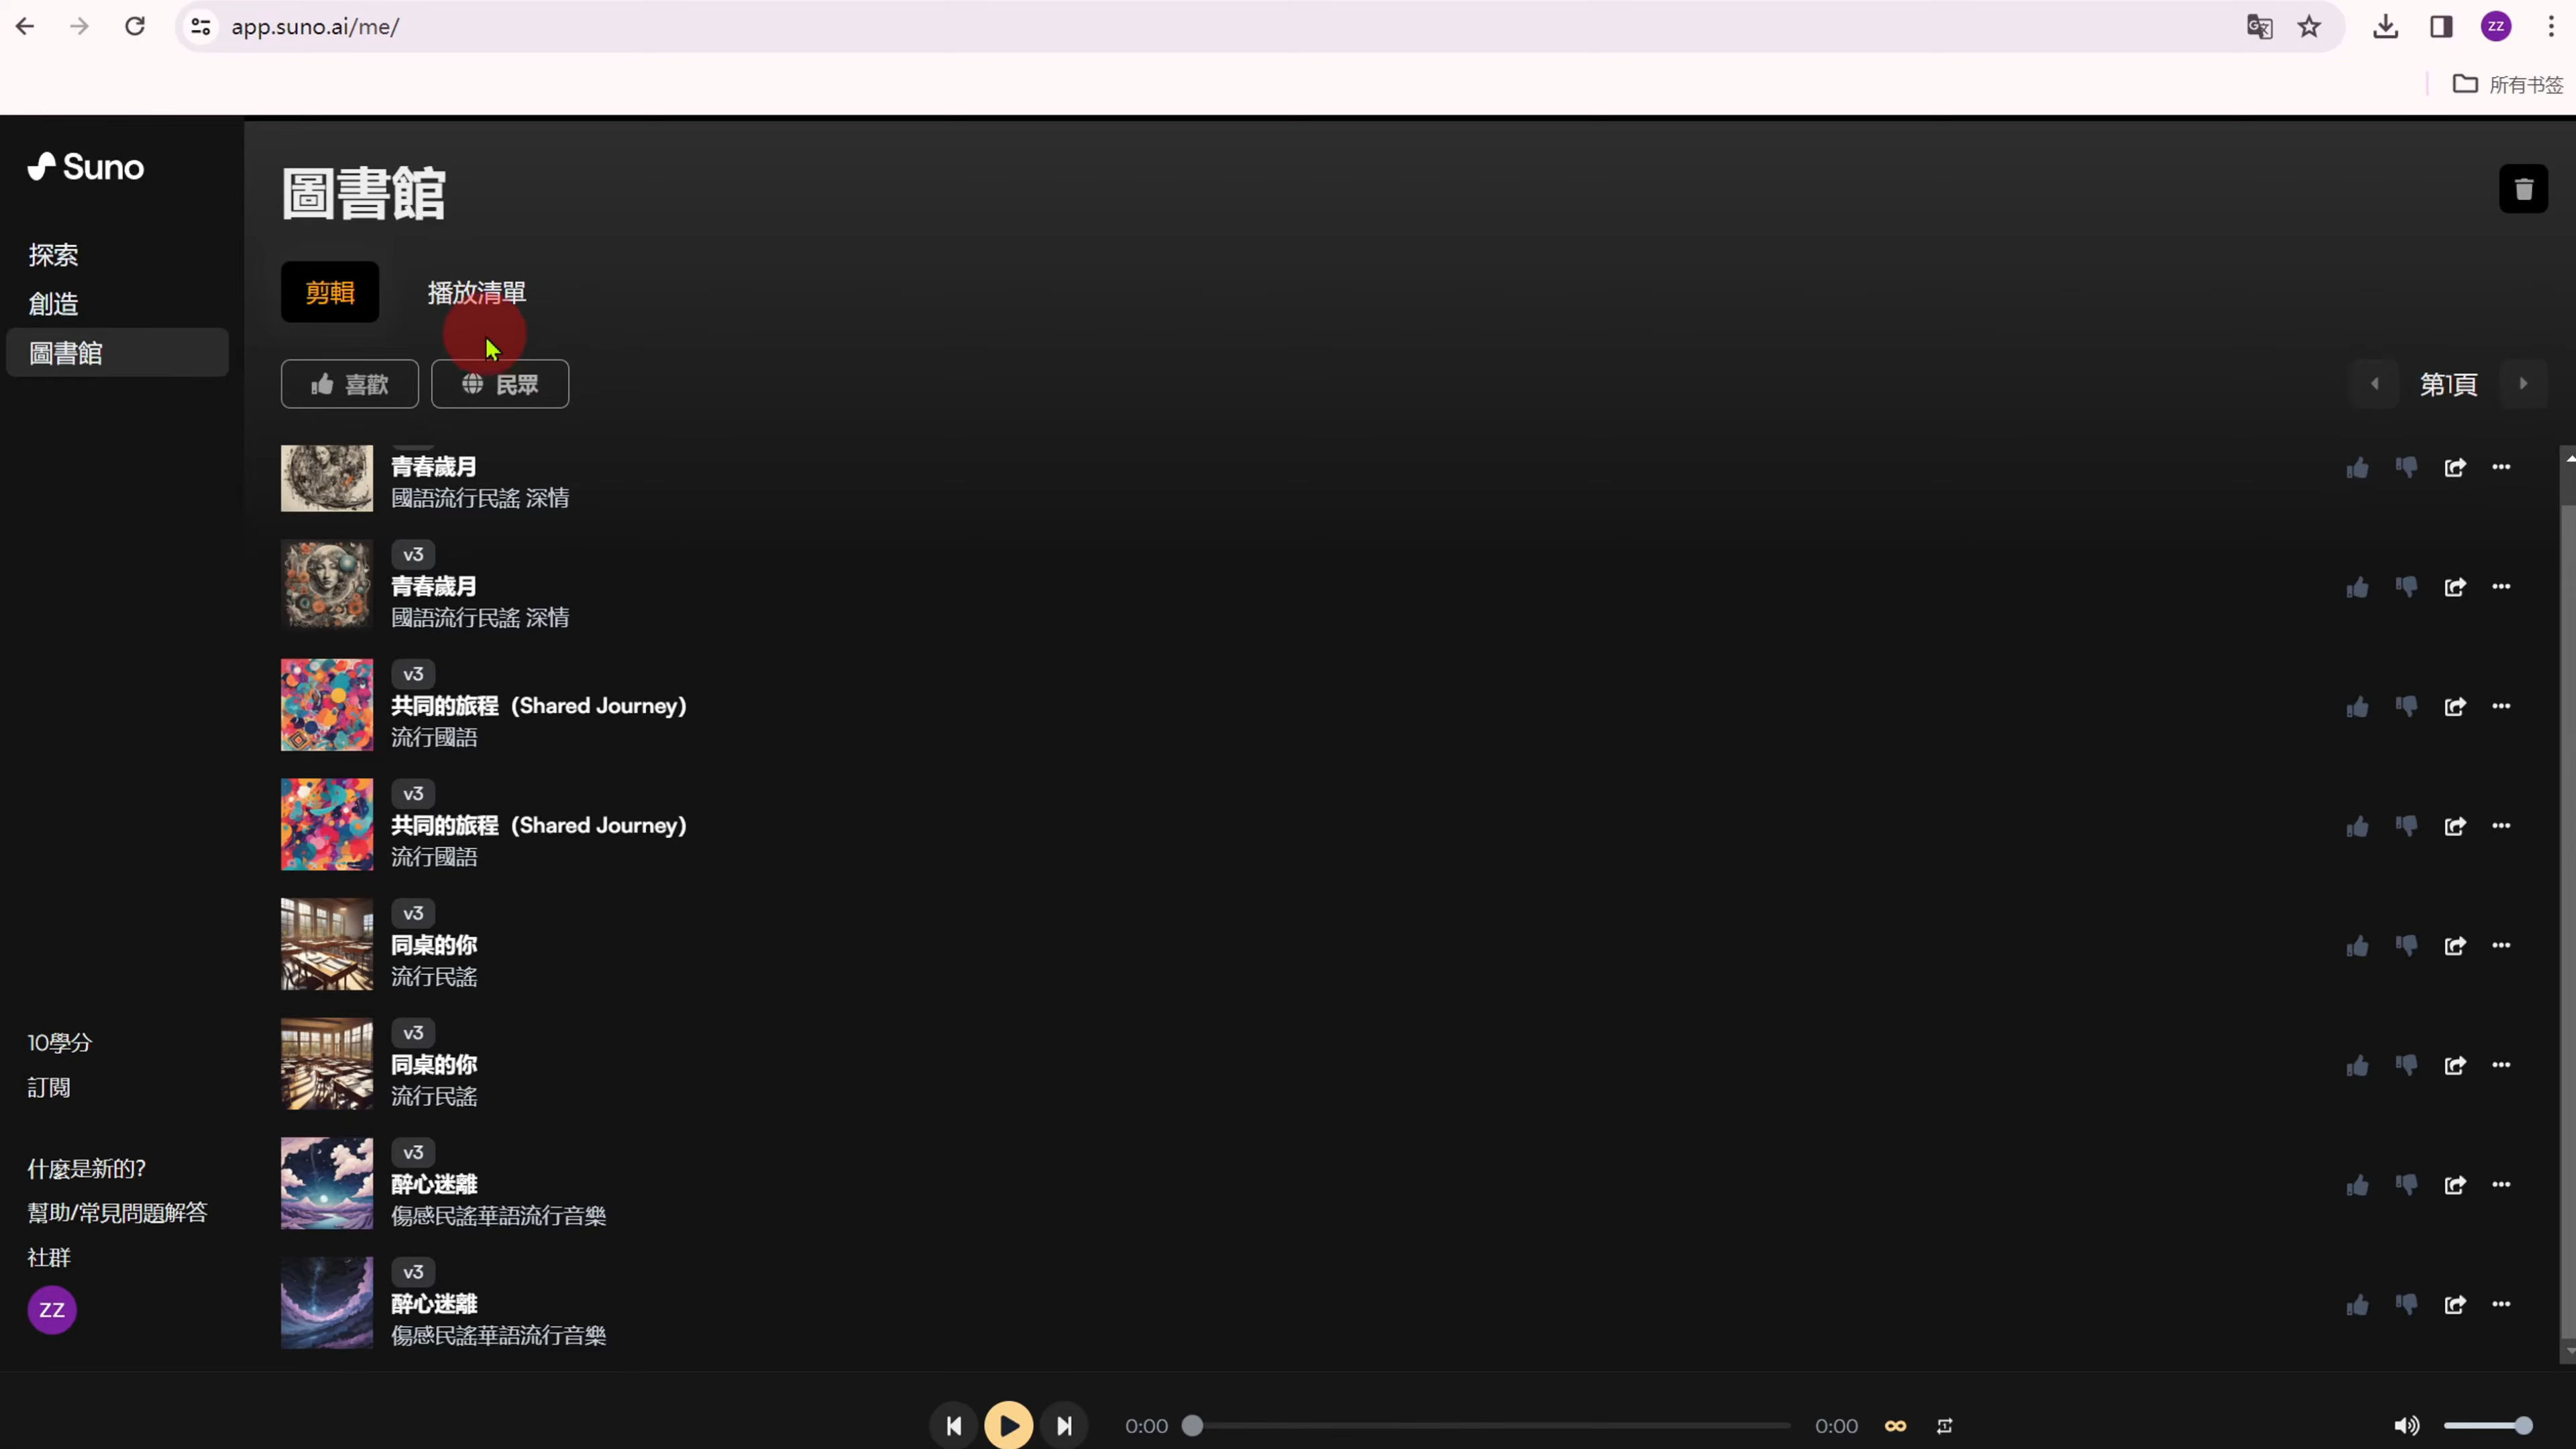 app.suno.ai/me/
ZZ
所有书签
Suno
圖書館
探索
創造
圖書館
剪輯
播放清單
喜歡
民眾
第1頁
青春歲月
國語流行民謠 深情
v3
青春歲月
國語流行民謠 深情
v3
共同的旅程（Shared Journey）
流行國語
v3
共同的旅程（Shared Journey）
流行國語
v3
同桌的你
流行民謠
v3
同桌的你
流行民謠
v3
醉心迷離
傷感民謠華語流行音樂
v3
醉心迷離
傷感民謠華語流行音樂
10學分
訂閱
什麼是新的?
幫助/常見問題解答
社群
ZZ
0:00
0:00